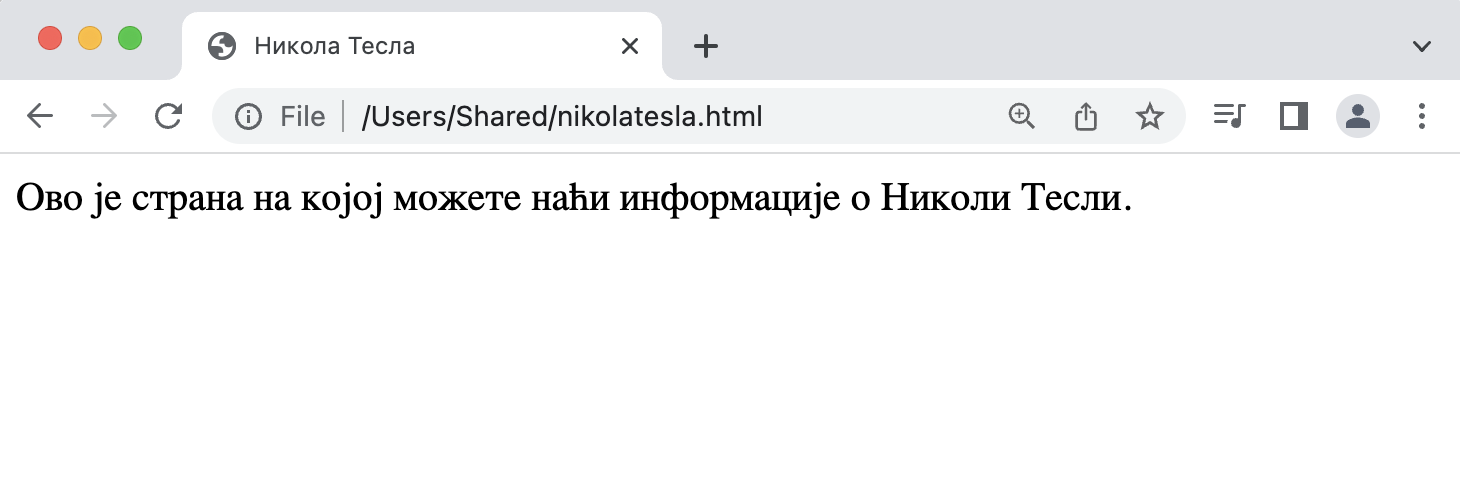 Никола Тесла
File /Users/Shared/nikolatesla.html
Ово је страна на којој можете наћи информације о Николи Тесли.